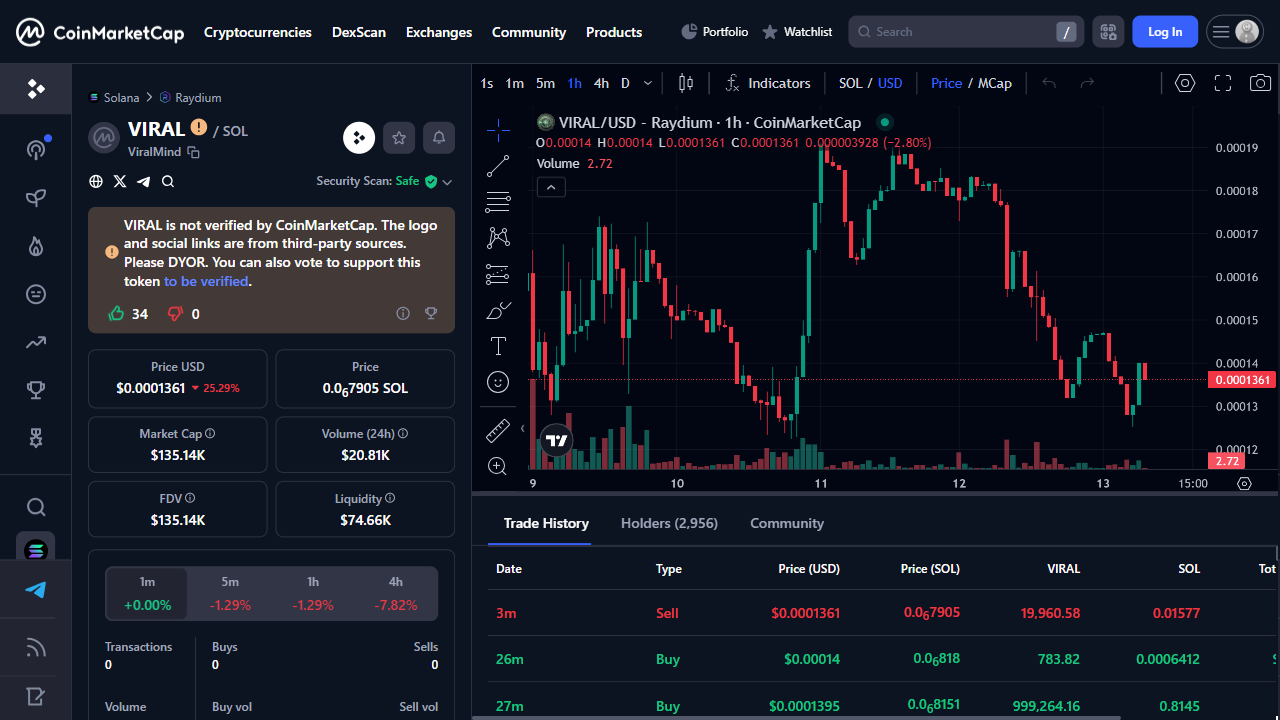 CoinMarketCap Cryptocurrencies DexScan Exchanges Community Products Portfolio Watchlist Search / Log In
Solana > Raydium
VIRAL / SOL
ViralMind
Security Scan: Safe
VIRAL is not verified by CoinMarketCap. The logo
and social links are from third-party sources.
Please DYOR. You can also vote to support this
token to be verified.
34 0
Price USD
$0.0001361 25.29%
Price
0.0₆7905 SOL
Market Cap
$135.14K
Volume (24h)
$20.81K
FDV
$135.14K
Liquidity
$74.66K
1m 5m 1h 4h
+0.00% -1.29% -1.29% -7.82%
Transactions Buys Sells
0 0 0
Volume Buy vol Sell vol
1s 1m 5m 1h 4h D Indicators SOL / USD Price / MCap
VIRAL/USD - Raydium · 1h · CoinMarketCap
O0.00014 H0.00014 L0.0001361 C0.0001361 0.000003928 (−2.80%)
Volume 2.72
0.00019
0.00018
0.00017
0.00016
0.00015
0.00014
0.0001361
0.00013
0.00012
2.72
9 10 11 12 13 15:00
Trade History Holders (2,956) Community
Date Type Price (USD) Price (SOL) VIRAL SOL Tot
3m Sell $0.0001361 0.0₆7905 19,960.58 0.01577
26m Buy $0.00014 0.0₆818 783.82 0.0006412 $
27m Buy $0.0001395 0.0₆8151 999,264.16 0.8145